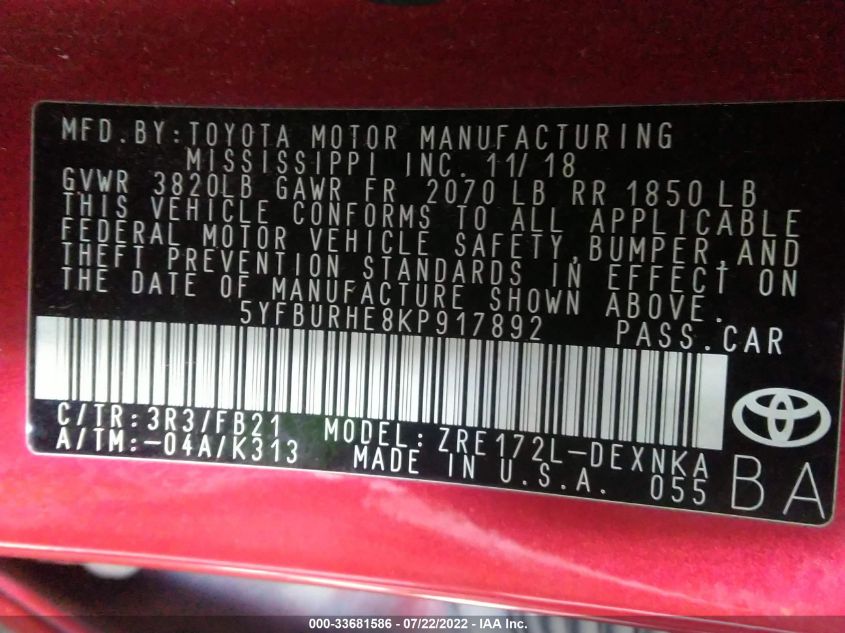 MFD. BY: TOYOTA MOTOR MANUFACTURING
MISSISSIPPI INC. 11/18
GVWR 3820LB GAWR FR 2070 LB RR 1850 LB
THIS VEHICLE CONFORMS TO ALL APPLICABLE
FEDERAL MOTOR VEHICLE SAFETY, BUMPER, AND
THEFT PREVENTION STANDARDS IN EFFECT ON
THE DATE OF MANUFACTURE SHOWN ABOVE.
5YFBURHE8KP917892 PASS. CAR
C/TR: 3R3/FB21 MODEL: ZRE172L-DEXNKA
A/TM: -04A/K313 MADE IN U.S.A. 055 BA
000-33681586 - 07/22/2022 - IAA Inc.